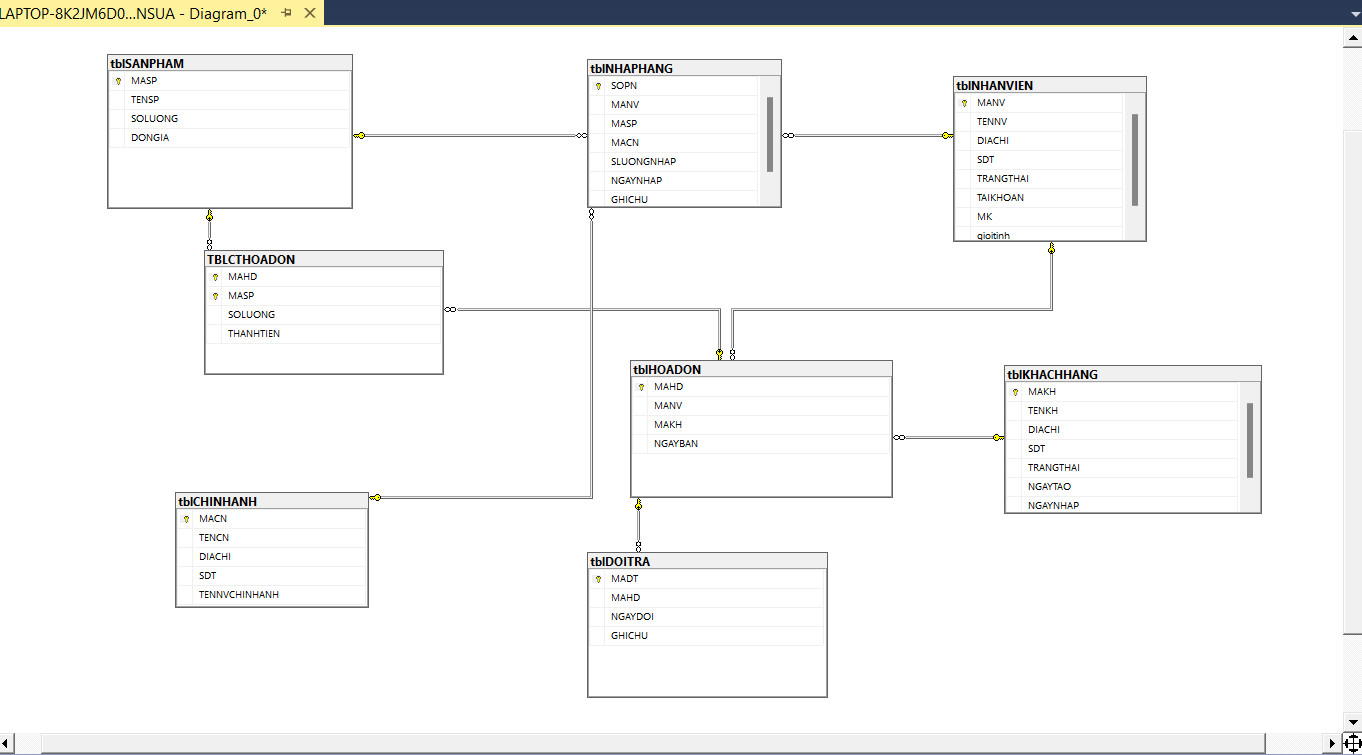 LAPTOP-8K2JM6D0...NSUA - Diagram_0*
tblSANPHAM
MASP
TENSP
SOLUONG
DONGIA
tblNHAPHANG
SOPN
MANV
MASP
MACN
SLUONGNHAP
NGAYNHAP
GHICHU
tblNHANVIEN
MANV
TENNV
DIACHI
SDT
TRANGTHAI
TAIKHOAN
MK
gioitinh
TBLCTHOADON
MAHD
MASP
SOLUONG
THANHTIEN
tblHOADON
MAHD
MANV
MAKH
NGAYBAN
tblKHACHHANG
MAKH
TENKH
DIACHI
SDT
TRANGTHAI
NGAYTAO
NGAYNHAP
tblCHINHANH
MACN
TENCN
DIACHI
SDT
TENNVCHINHANH
tblDOITRA
MADT
MAHD
NGAYDOI
GHICHU